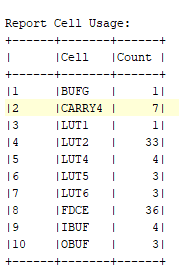 Report Cell Usage:
+------+-------+------+
|      |Cell   |Count |
+------+-------+------+
|1     |BUFG   |     1|
|2     |CARRY4 |     7|
|3     |LUT1   |     1|
|4     |LUT2   |    33|
|5     |LUT4   |     4|
|6     |LUT5   |     3|
|7     |LUT6   |     3|
|8     |FDCE   |    36|
|9     |IBUF   |     4|
|10    |OBUF   |     3|
+------+-------+------+